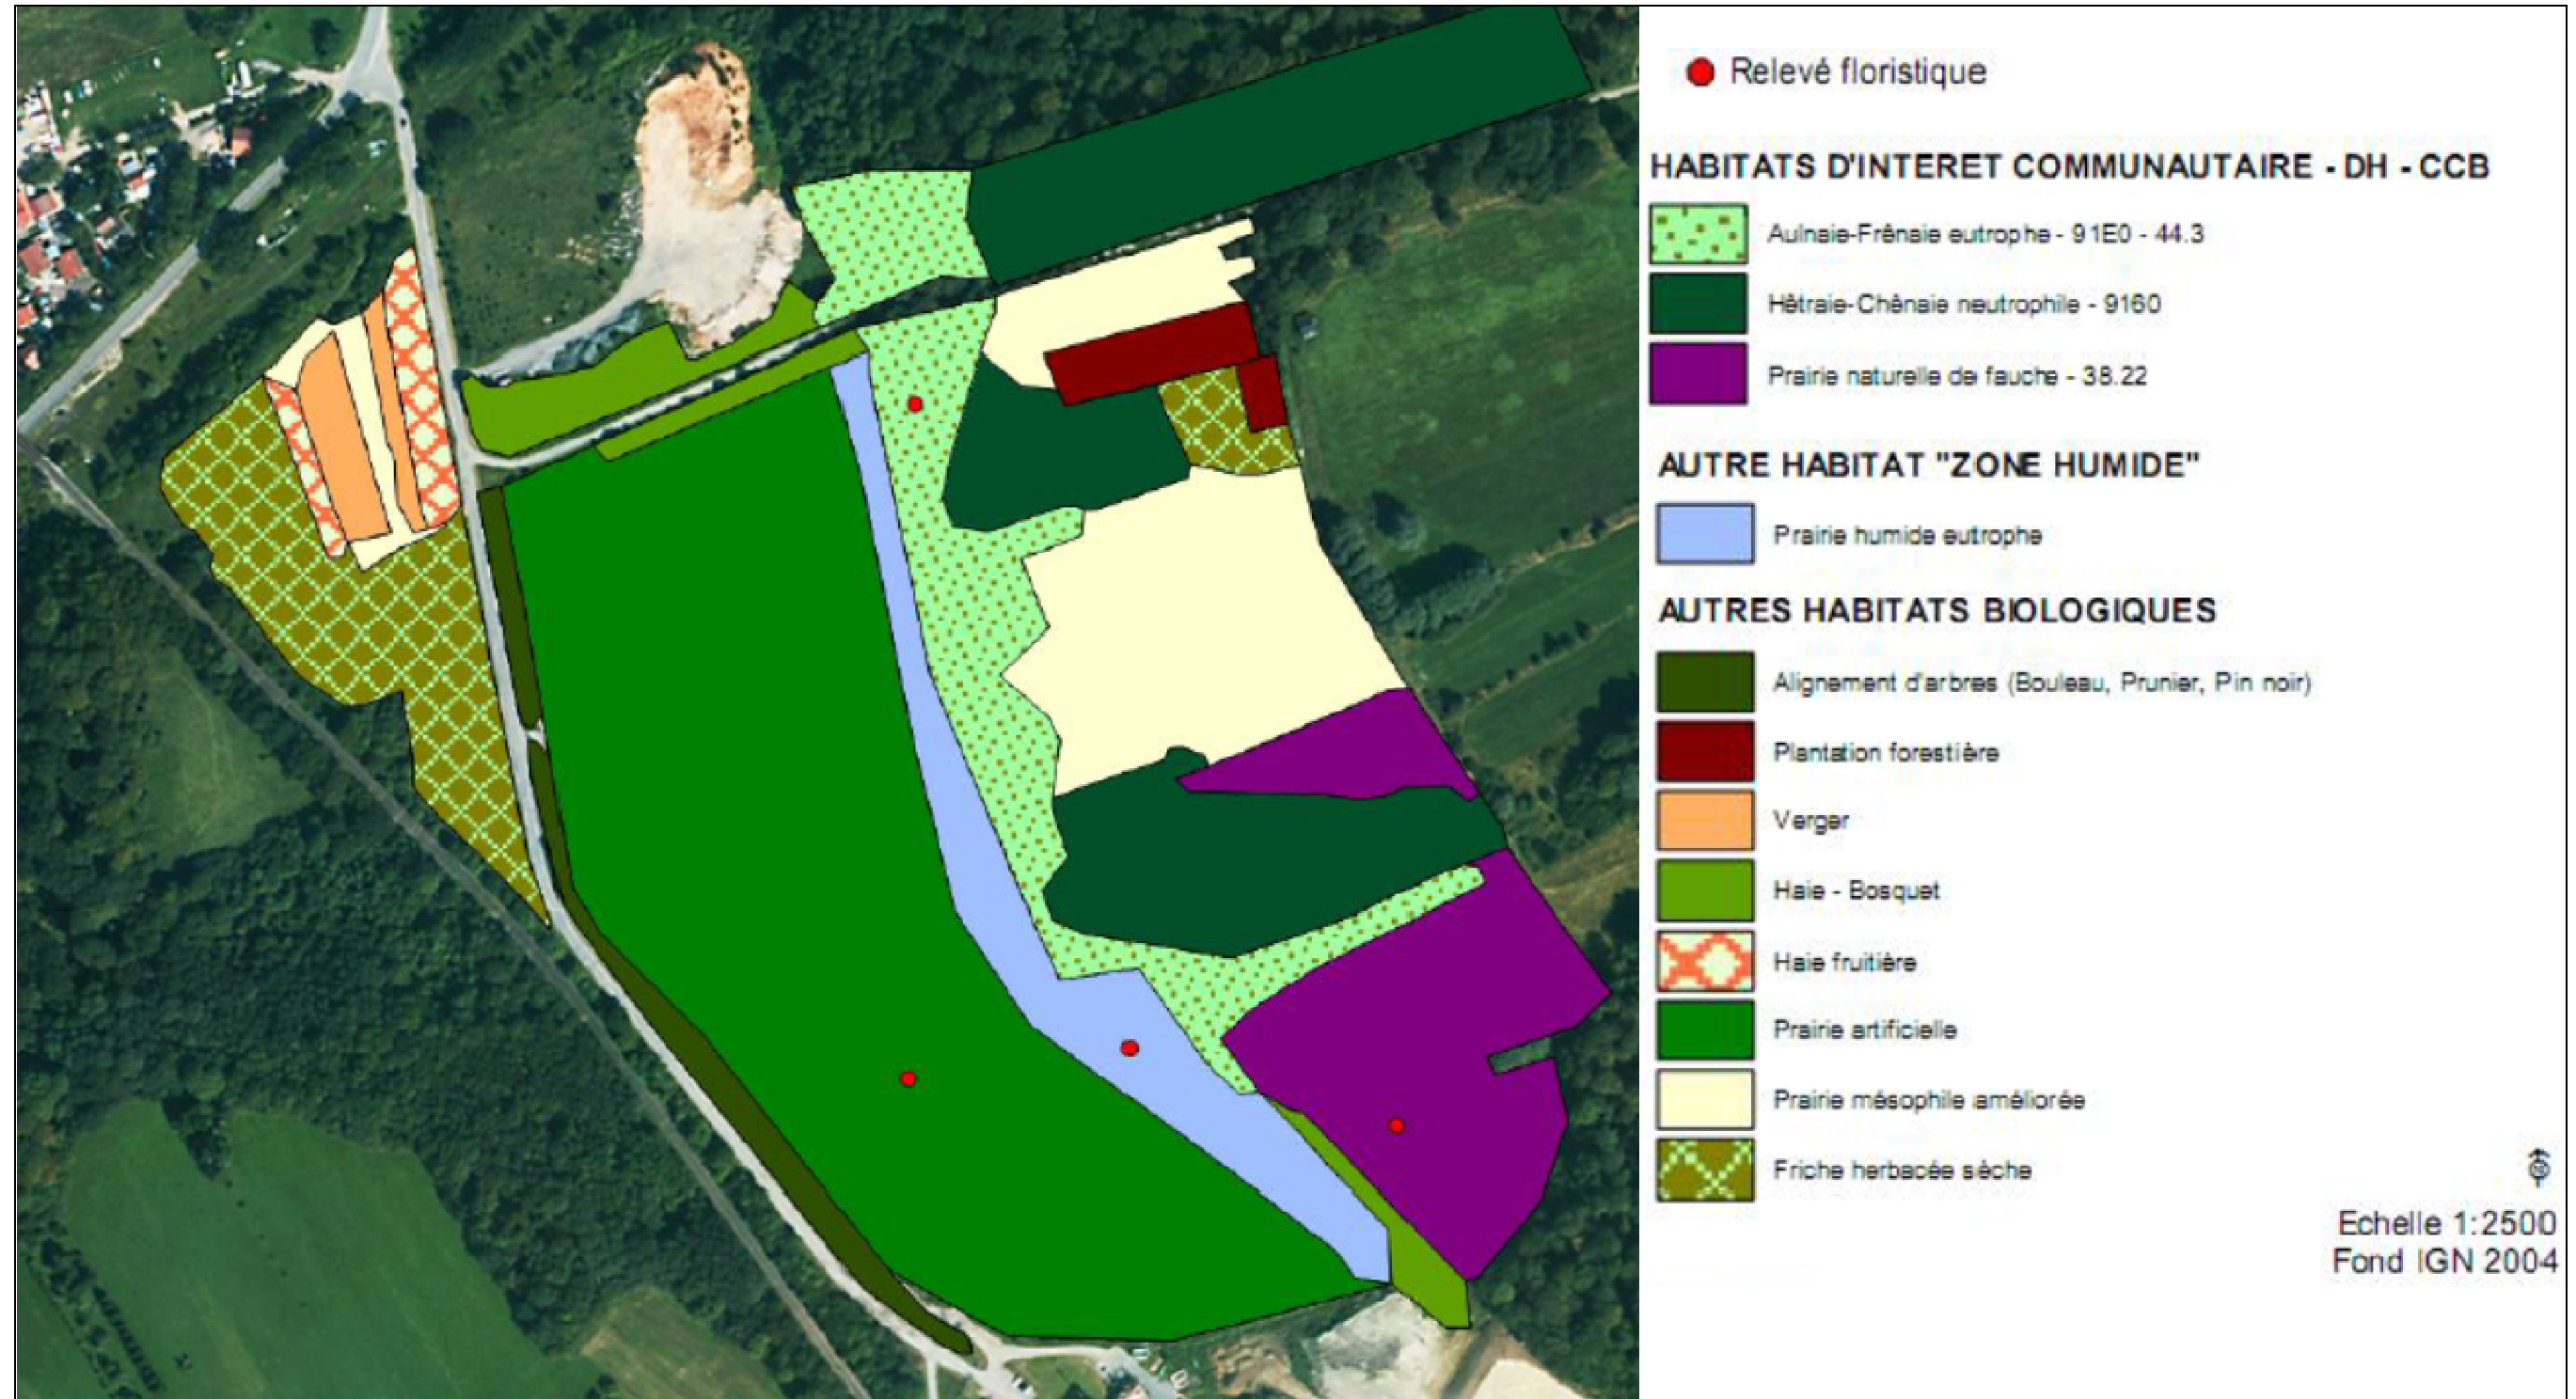 Relevé floristique
HABITATS D'INTERET COMMUNAUTAIRE - DH - CCB
Aulnaie-Frênaie eutrophe - 91E0 - 44.3
Hêtraie-Chênaie neutrophile - 9160
Prairie naturelle de fauche - 38.22
AUTRE HABITAT "ZONE HUMIDE"
Prairie humide eutrophe
AUTRES HABITATS BIOLOGIQUES
Alignement d'arbres (Bouleau, Prunier, Pin noir)
Plantation forestière
Verger
Haie - Bosquet
Haie fruitière
Prairie artificielle
Prairie mésophile améliorée
Friche herbacée sèche
Echelle 1:2500
Fond IGN 2004